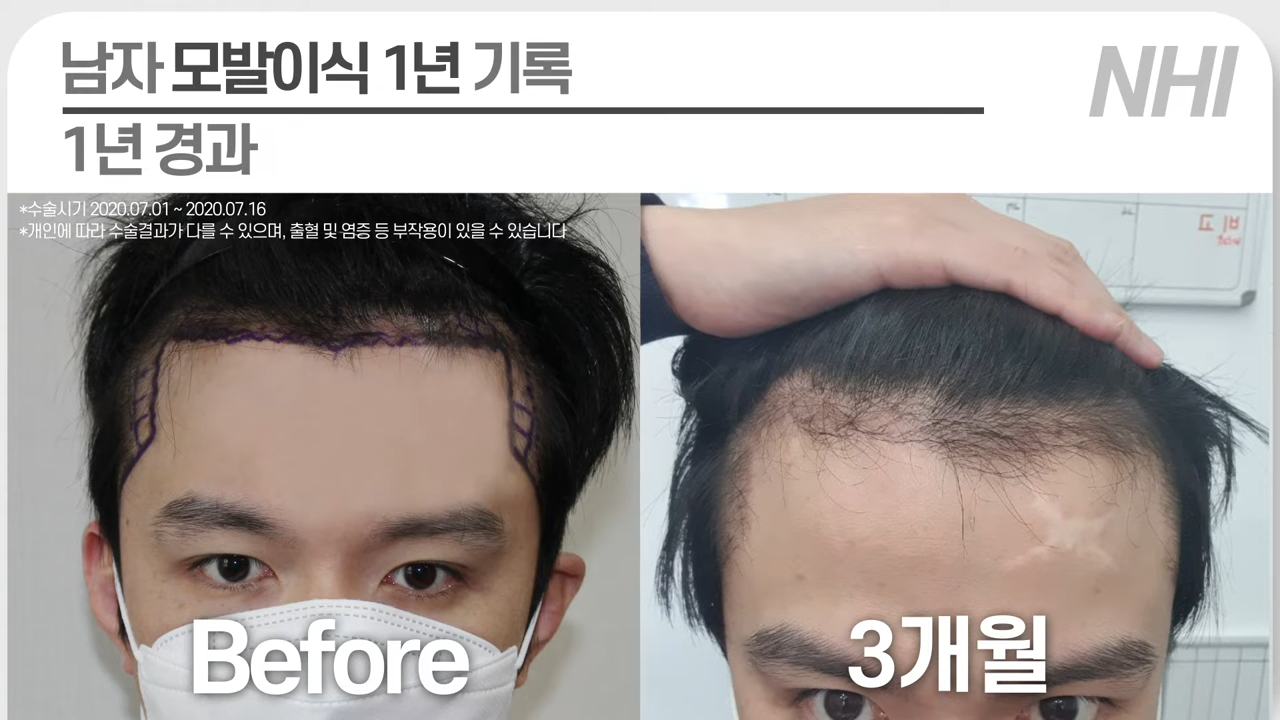 남자 모발이식 1년 기록
NHI
1년 경과
*수술시기 2020.07.01 ~ 2020.07.16
*개인에 따라 수술결과가 다를 수 있으며, 출혈 및 염증 등 부작용이 있을 수 있습니다
Before
3개월